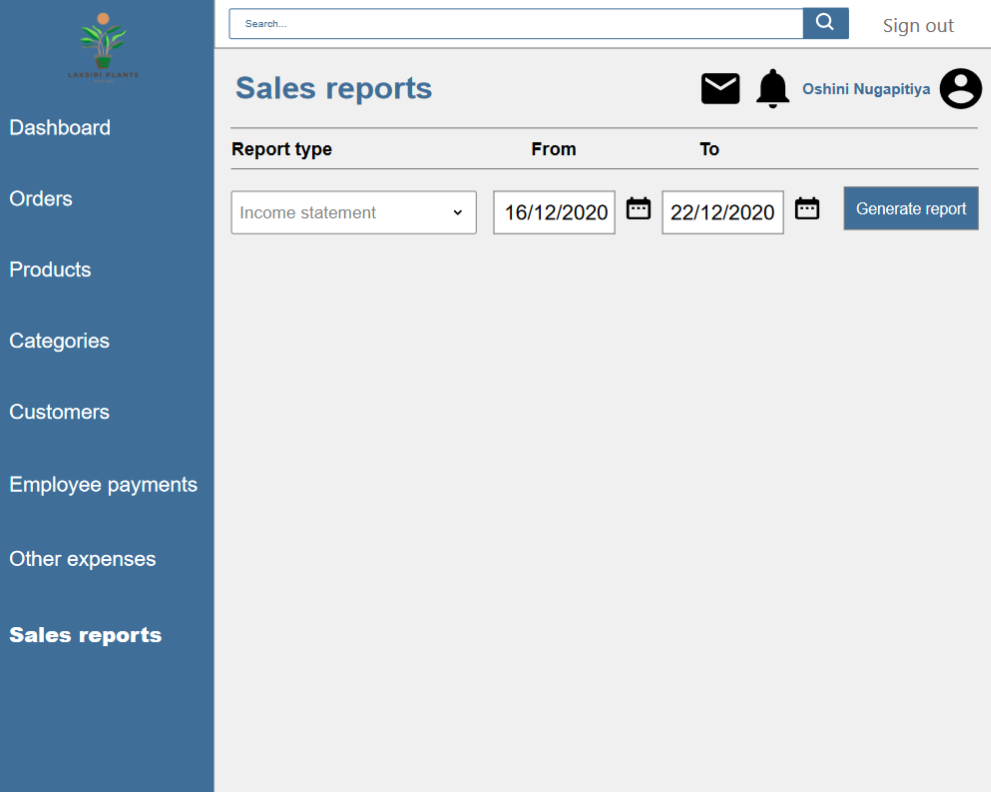 LAKSIRI PLANTS
Search...
Sign out
Sales reports
Oshini Nugapitiya
Report type From To
Income statement 16/12/2020 22/12/2020 Generate report
Dashboard
Orders
Products
Categories
Customers
Employee payments
Other expenses
Sales reports